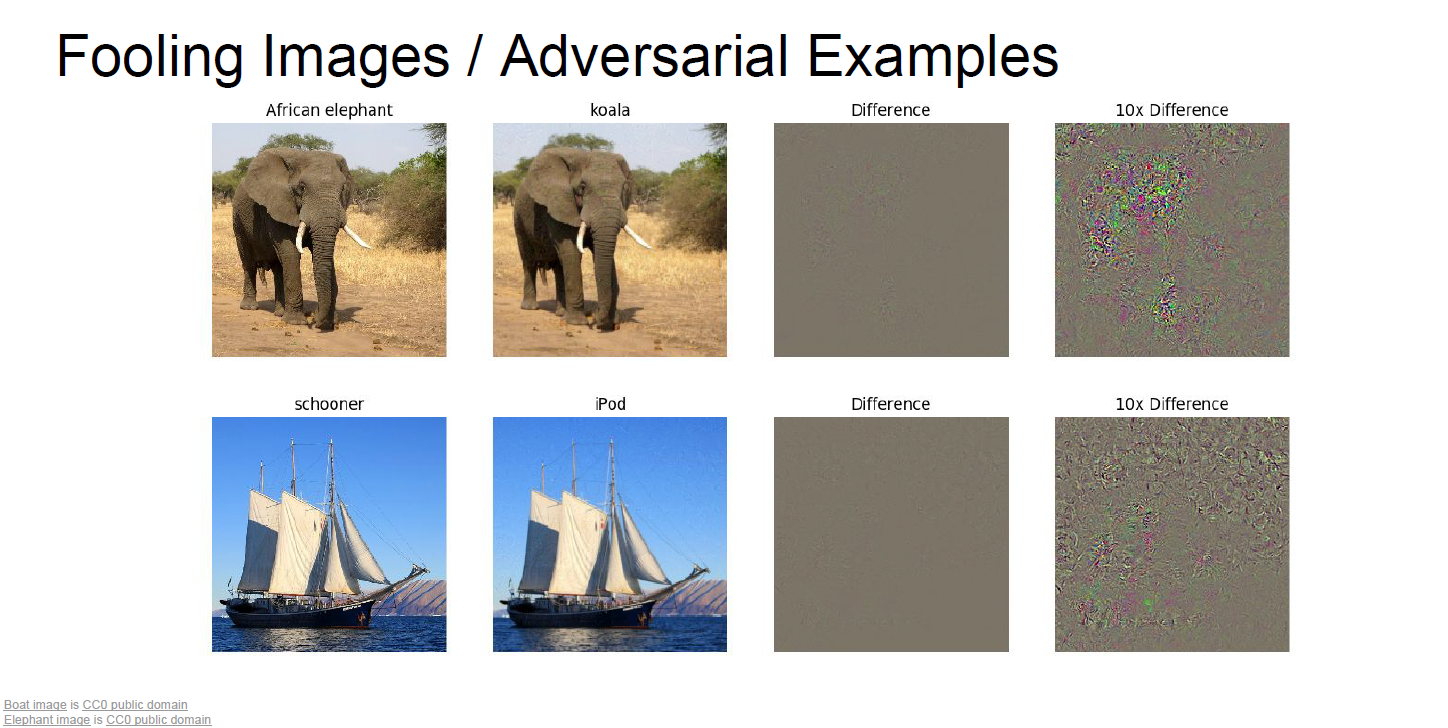 Fooling Images / Adversarial Examples
African elephant koala Difference 10x Difference
schooner iPod Difference 10x Difference
Boat image is CC0 public domain
Elephant image is CC0 public domain